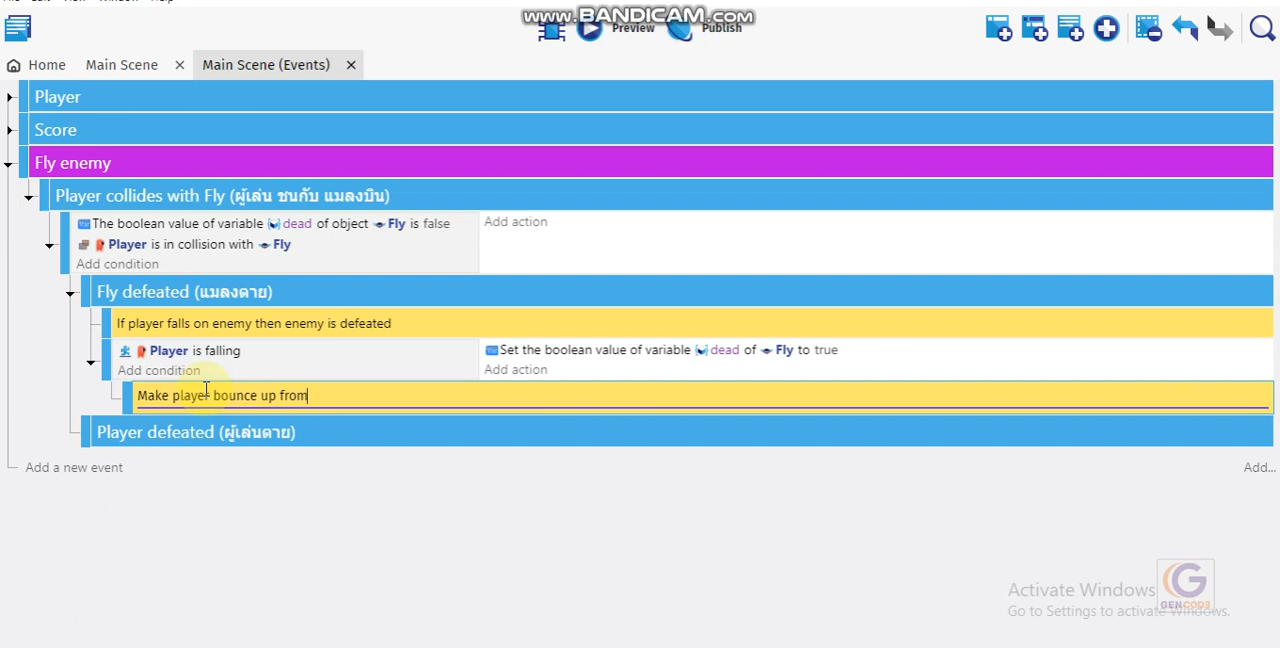 www.BANDICAM.com
Preview
Publish
Home
Main Scene
Main Scene (Events)
Player
Score
Fly enemy
Player collides with Fly (ผู้เล่น ชนกับ แมลงบิน)
The boolean value of variable dead of object Fly is false
Add action
Player is in collision with Fly
Add condition
Fly defeated (แมลงตาย)
If player falls on enemy then enemy is defeated
Player is falling
Set the boolean value of variable dead of Fly to true
Add condition
Add action
Make player bounce up from
Player defeated (ผู้เล่นตาย)
Add a new event
Add...
Activate Windows
Go to Settings to activate Windows.
GENCODE